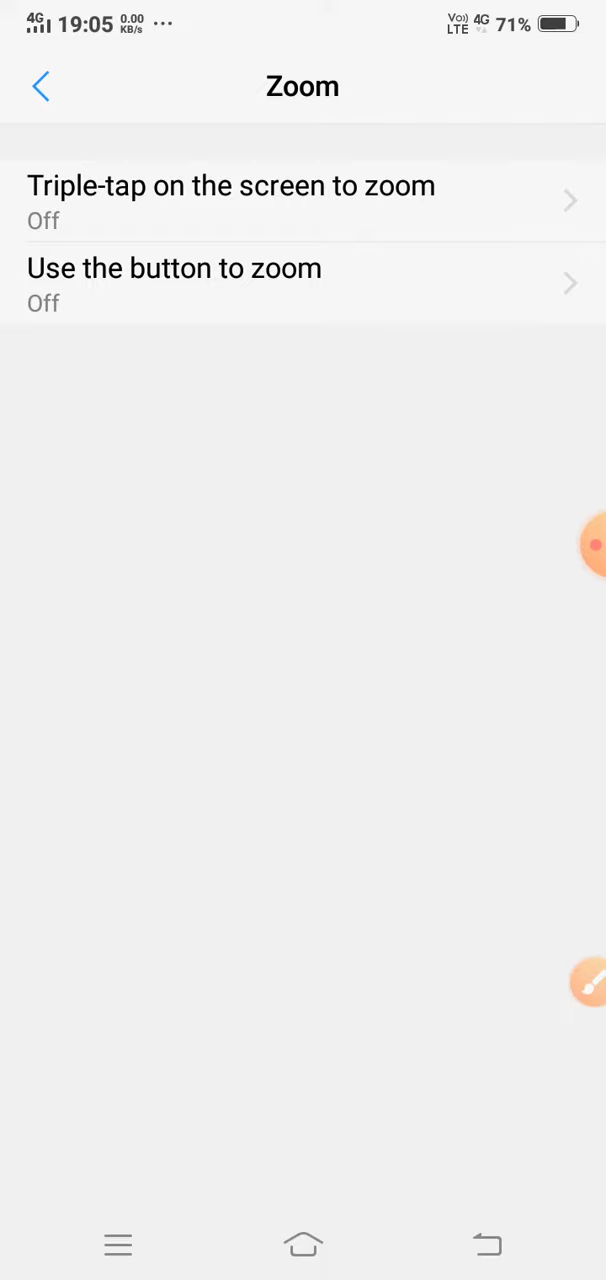 4G 19:05 0.00 KB/s ... Vo)) LTE 4G 71%
Zoom
Triple-tap on the screen to zoom
Off
Use the button to zoom
Off